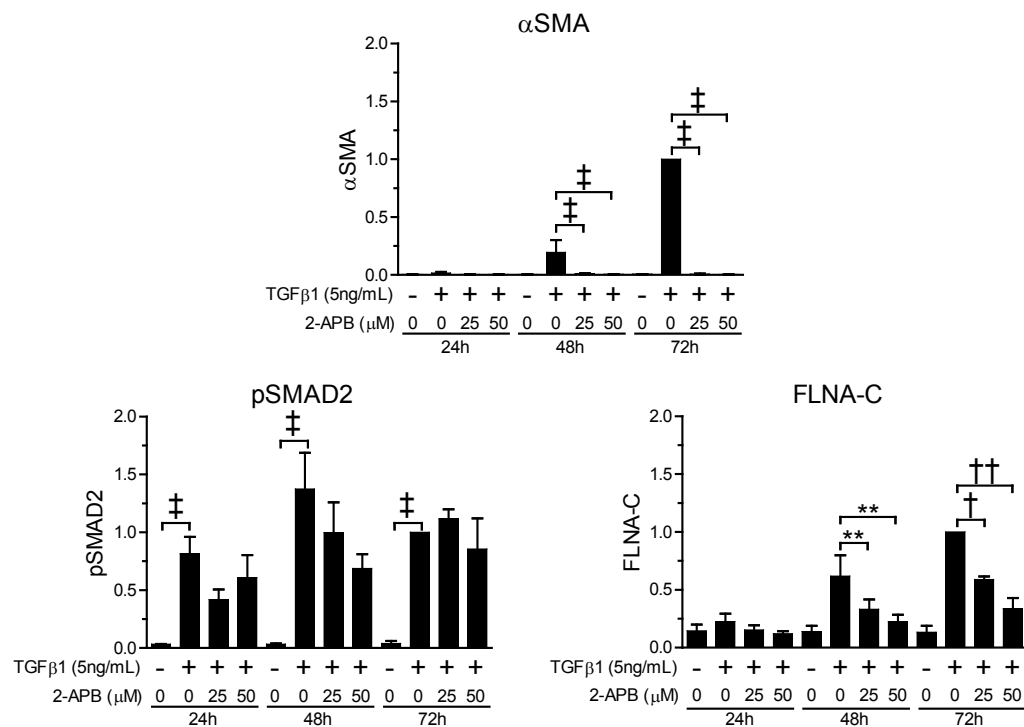 αSMA
2.0
1.5
1.0
0.5
0.0
αSMA
‡ ‡ ‡ ‡
TGFβ1 (5ng/mL) - + + + - + + + - + + +
2-APB (μM) 0 0 25 50 0 0 25 50 0 0 25 50
24h 48h 72h
pSMAD2
2.0
1.5
1.0
0.5
0.0
pSMAD2
‡ ‡ ‡
TGFβ1 (5ng/mL) - + + + - + + + - + + +
2-APB (μM) 0 0 25 50 0 0 25 50 0 0 25 50
24h 48h 72h
FLNA-C
2.0
1.5
1.0
0.5
0.0
FLNA-C
** ** † ††
TGFβ1 (5ng/mL) - + + + - + + + - + + +
2-APB (μM) 0 0 25 50 0 0 25 50 0 0 25 50
24h 48h 72h